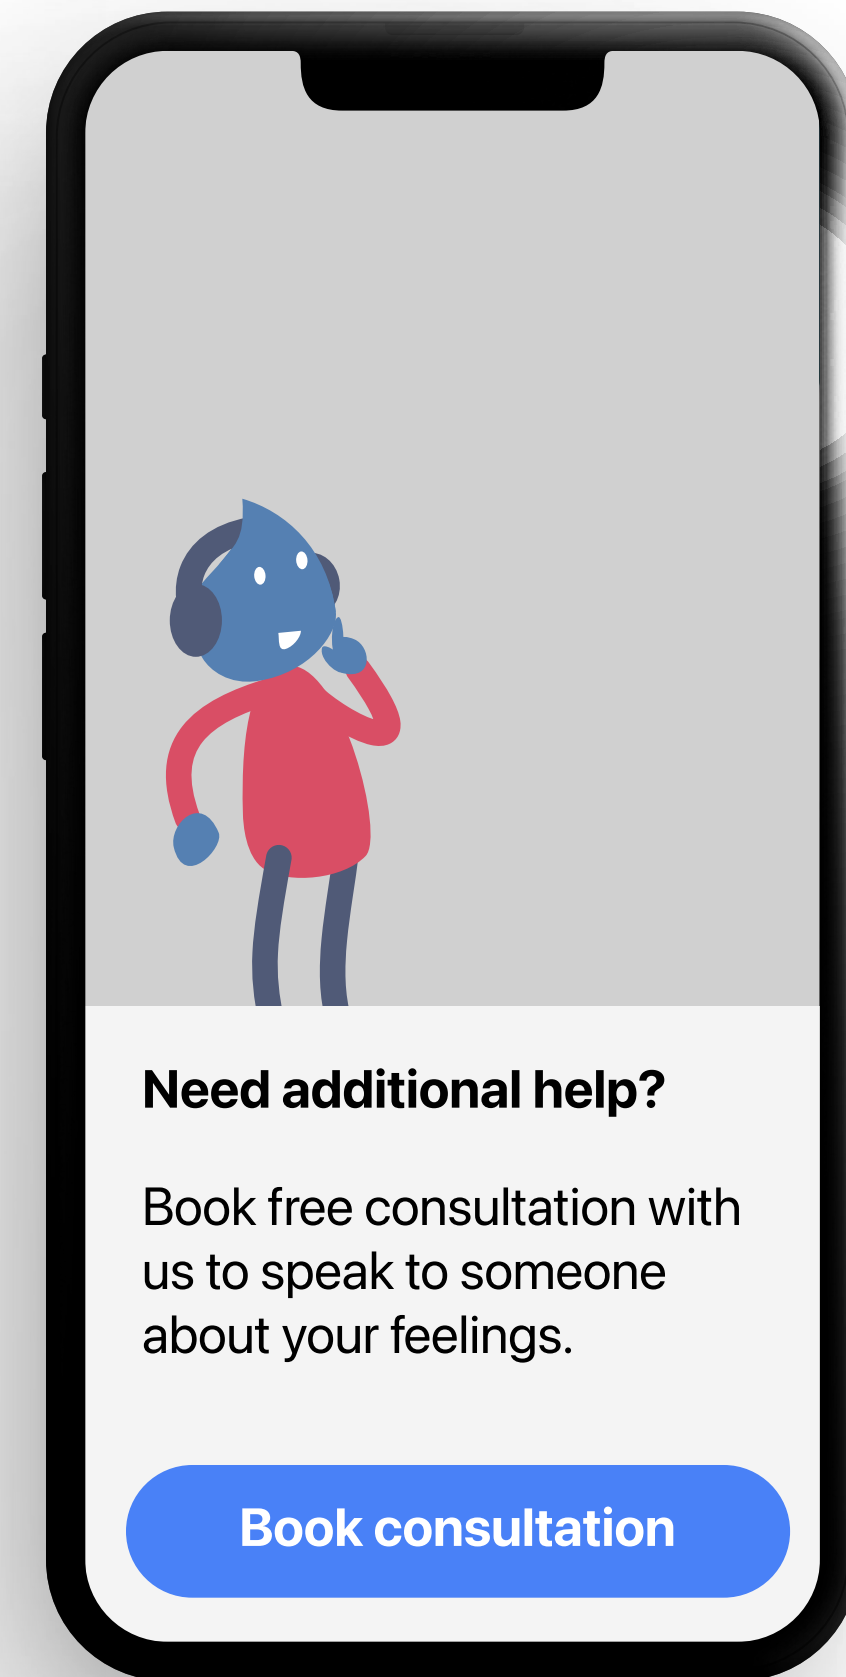 Need additional help?
Book free consultation with
us to speak to someone
about your feelings.
Book consultation